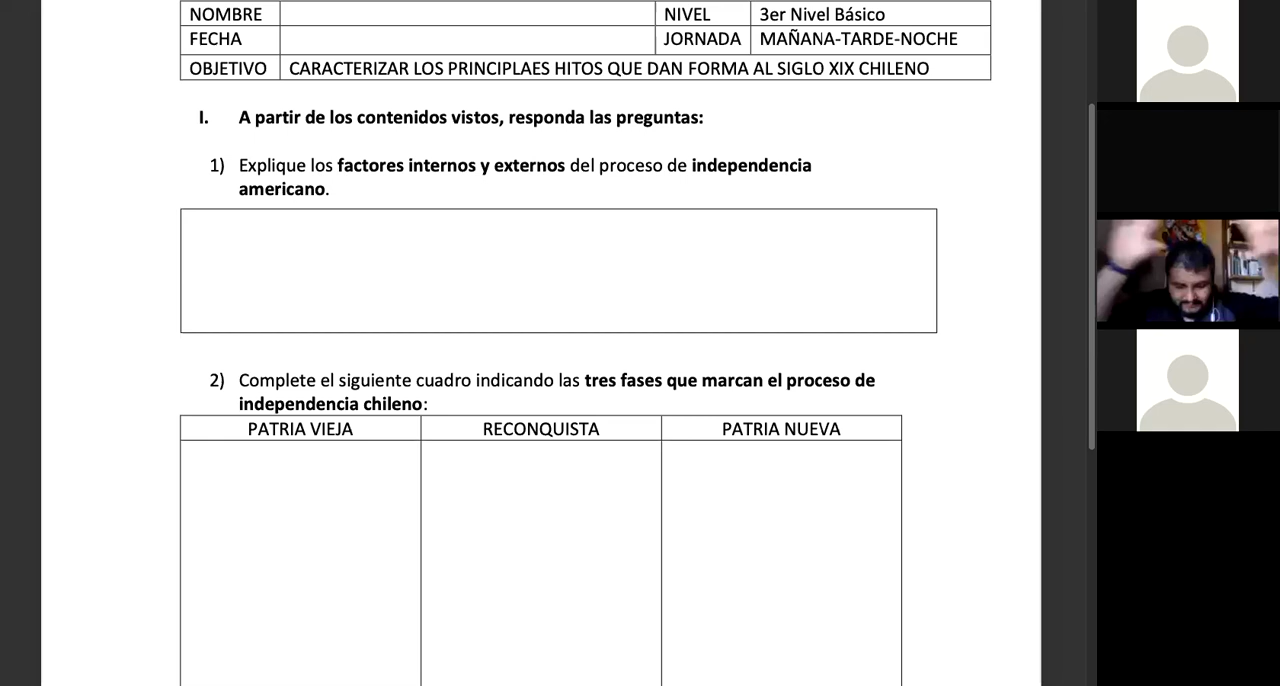 NOMBRE NIVEL 3er Nivel Básico
FECHA JORNADA MAÑANA-TARDE-NOCHE
OBJETIVO CARACTERIZAR LOS PRINCIPLAES HITOS QUE DAN FORMA AL SIGLO XIX CHILENO
I. A partir de los contenidos vistos, responda las preguntas:
1) Explique los factores internos y externos del proceso de independencia
americano.
2) Complete el siguiente cuadro indicando las tres fases que marcan el proceso de
independencia chileno:
PATRIA VIEJA RECONQUISTA PATRIA NUEVA